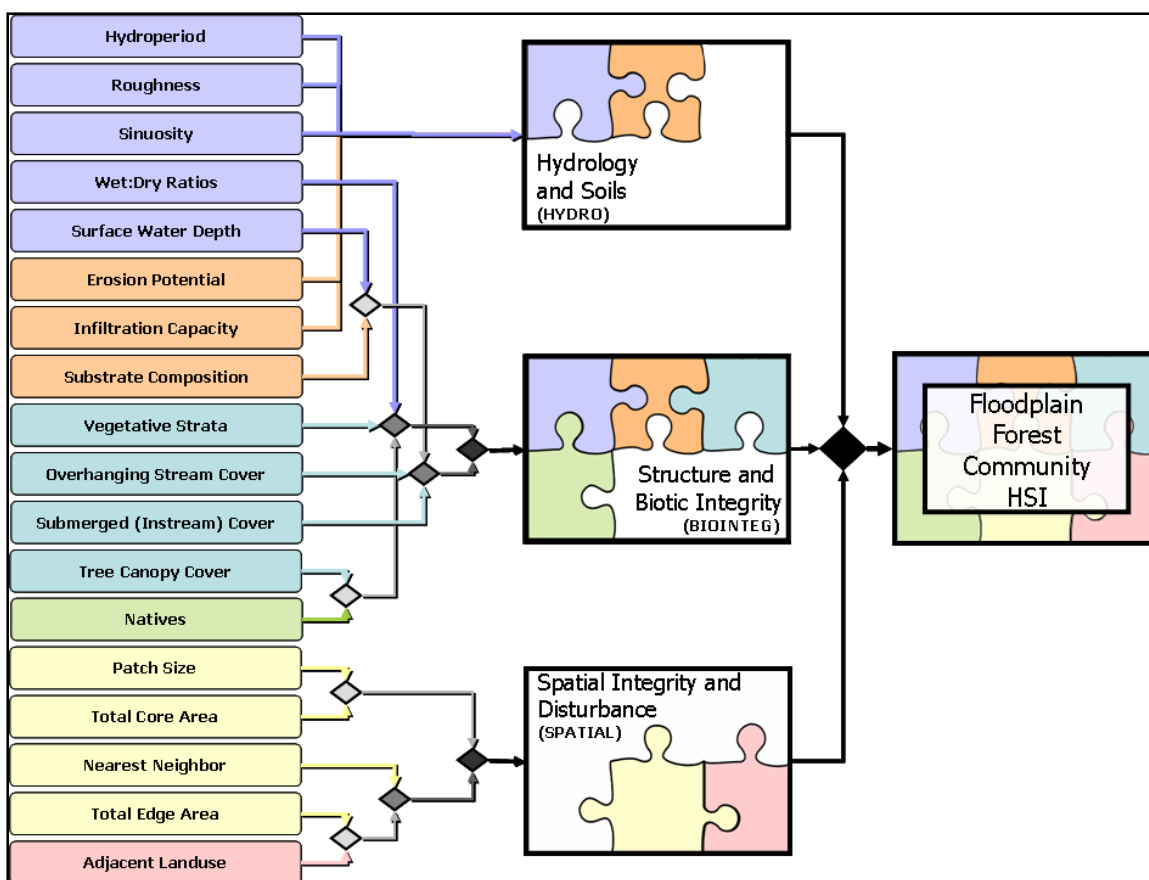 Hydroperiod
Roughness
Sinuosity
Wet:Dry Ratios
Surface Water Depth
Erosion Potential
Infiltration Capacity
Substrate Composition
Vegetative Strata
Overhanging Stream Cover
Submerged (Instream) Cover
Tree Canopy Cover
Natives
Patch Size
Total Core Area
Nearest Neighbor
Total Edge Area
Adjacent Landuse
Hydrology
and Soils
(HYDRO)
Structure and
Biotic Integrity
(BIOINTEG)
Spatial Integrity and
Disturbance
(SPATIAL)
Floodplain
Forest
Community
HSI